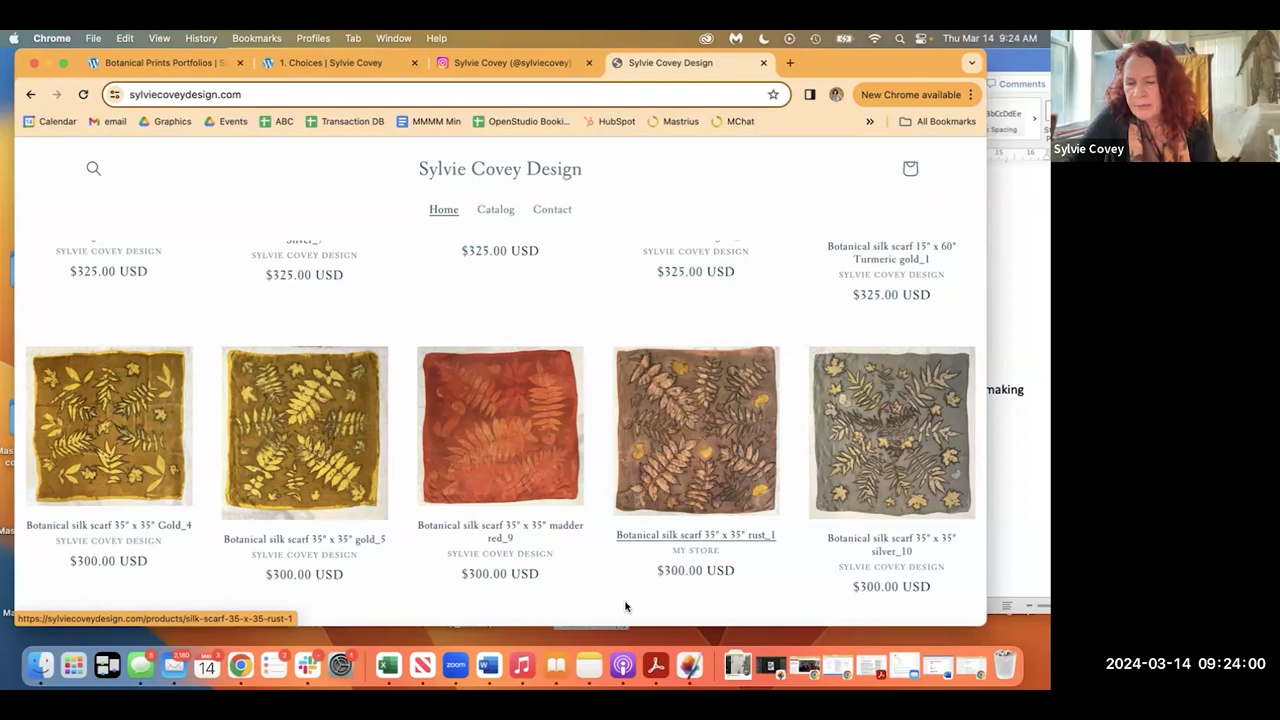 Chrome File Edit View History Bookmarks Profiles Tab Window Help
Thu Mar 14 9:24 AM
Botanical Prints Portfolios | S
1. Choices | Sylvie Covey
Sylvie Covey (@sylviecovey)
Sylvie Covey Design
sylviecoveydesign.com
New Chrome available
Calendar email Graphics Events ABC Transaction DB MMMM Min OpenStudio Booki... HubSpot Mastrius MChat » All Bookmarks
Comments
Sylvie Covey
Sylvie Covey Design
Home Catalog Contact
SYLVIE COVEY DESIGN
$325.00 USD
SYLVIE COVEY DESIGN
$325.00 USD
$325.00 USD
SYLVIE COVEY DESIGN
$325.00 USD
Botanical silk scarf 15" x 60"
Turmeric gold_1
SYLVIE COVEY DESIGN
$325.00 USD
making
Botanical silk scarf 35" x 35" Gold_4
SYLVIE COVEY DESIGN
$300.00 USD
Botanical silk scarf 35" x 35" gold_5
SYLVIE COVEY DESIGN
$300.00 USD
Botanical silk scarf 35" x 35" madder
red_9
SYLVIE COVEY DESIGN
$300.00 USD
Botanical silk scarf 35" x 35" rust_1
MY STORE
$300.00 USD
Botanical silk scarf 35" x 35"
silver_10
SYLVIE COVEY DESIGN
$300.00 USD
https://sylviecoveydesign.com/products/silk-scarf-35-x-35-rust-1
MAR
14
zoom
2024-03-14 09:24:00